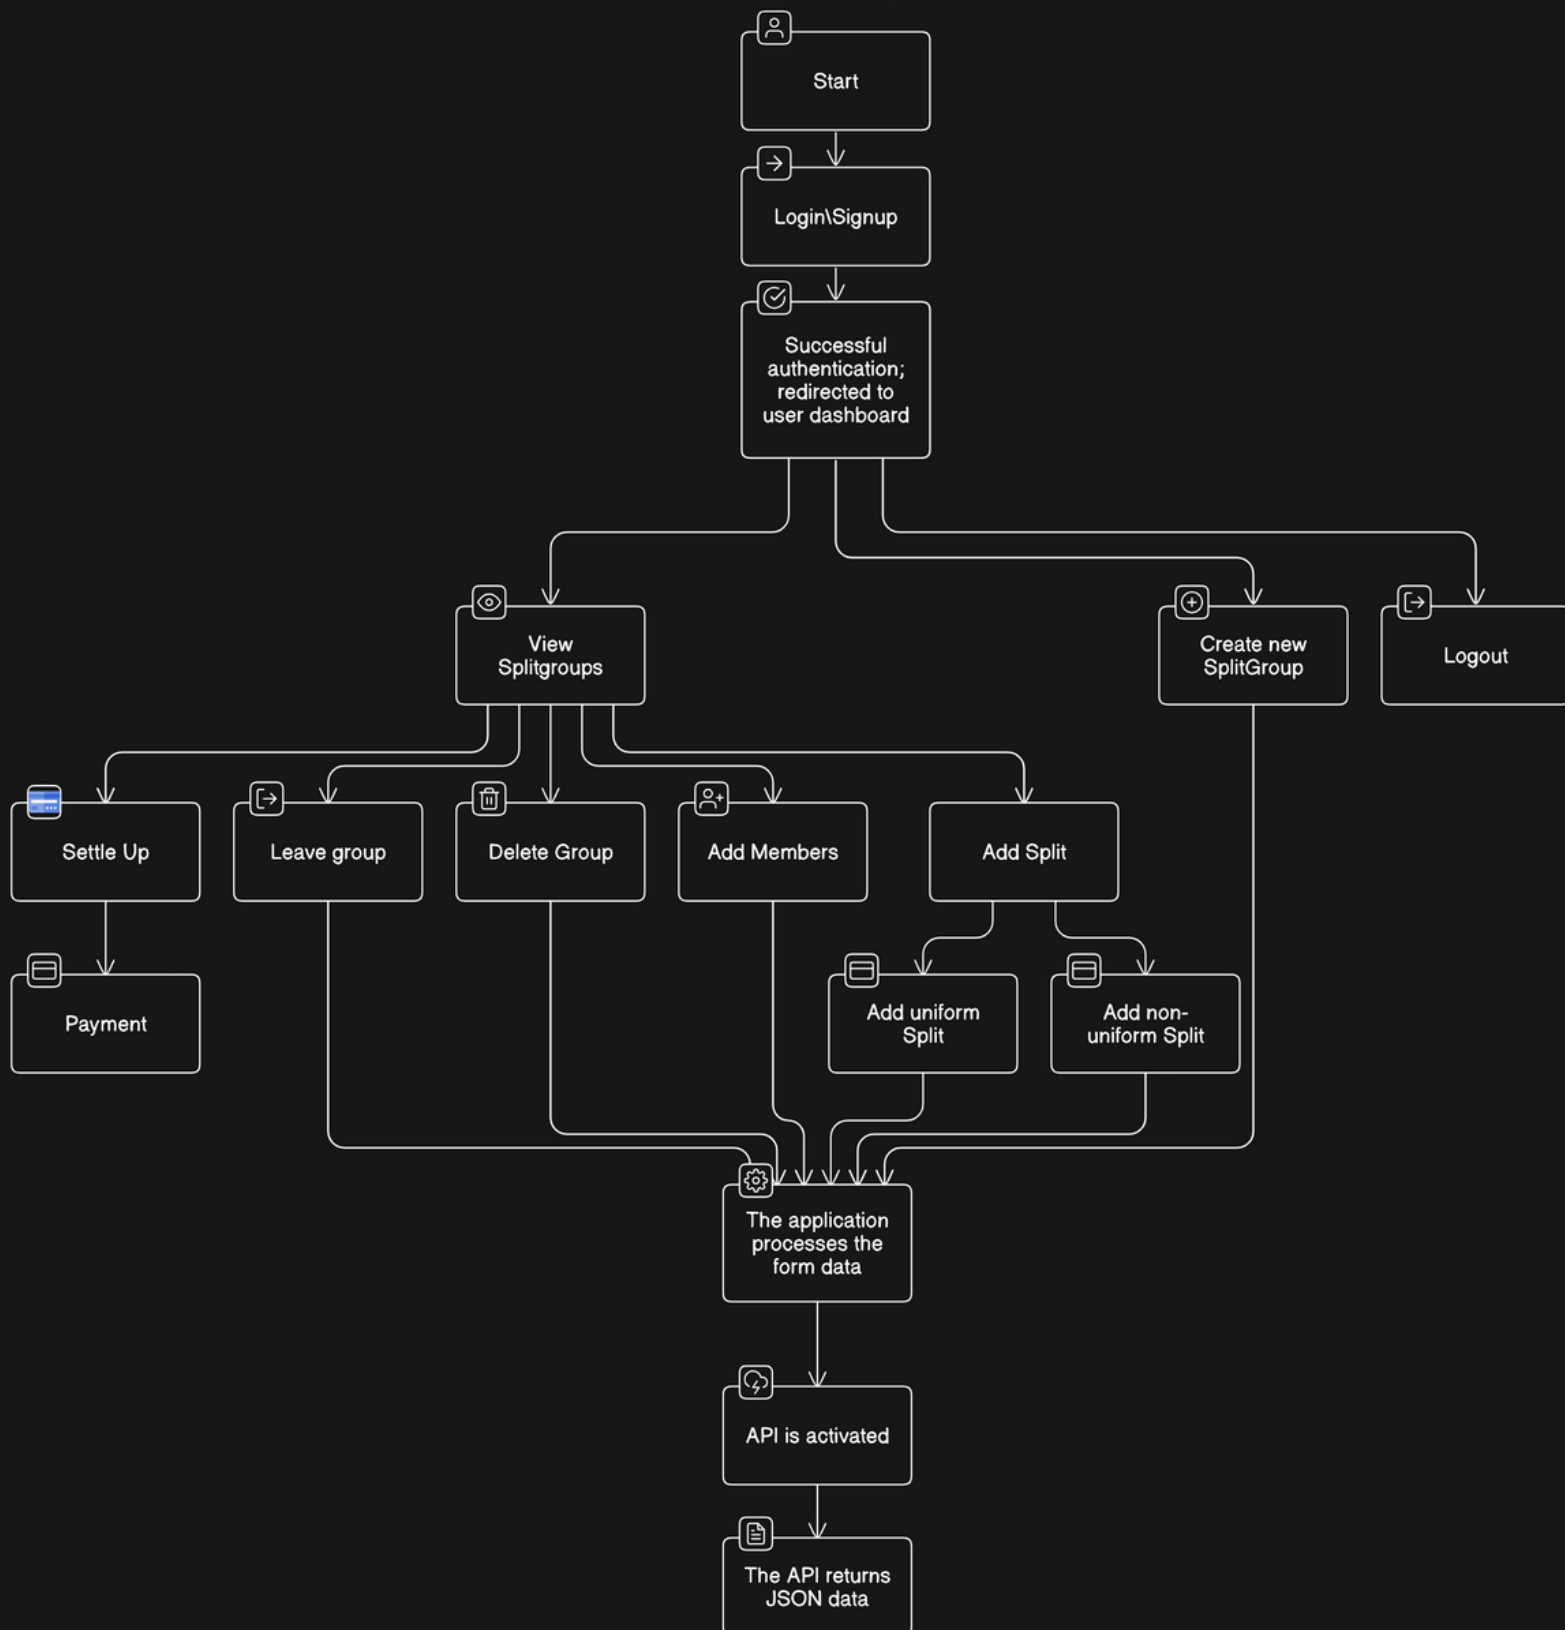 Start
Login\Signup
Successful
authentication;
redirected to
user dashboard
View
Splitgroups
Create new
SplitGroup
Logout
Settle Up
Leave group
Delete Group
Add Members
Add Split
Payment
Add uniform
Split
Add non-
uniform Split
The application
processes the
form data
API is activated
The API returns
JSON data